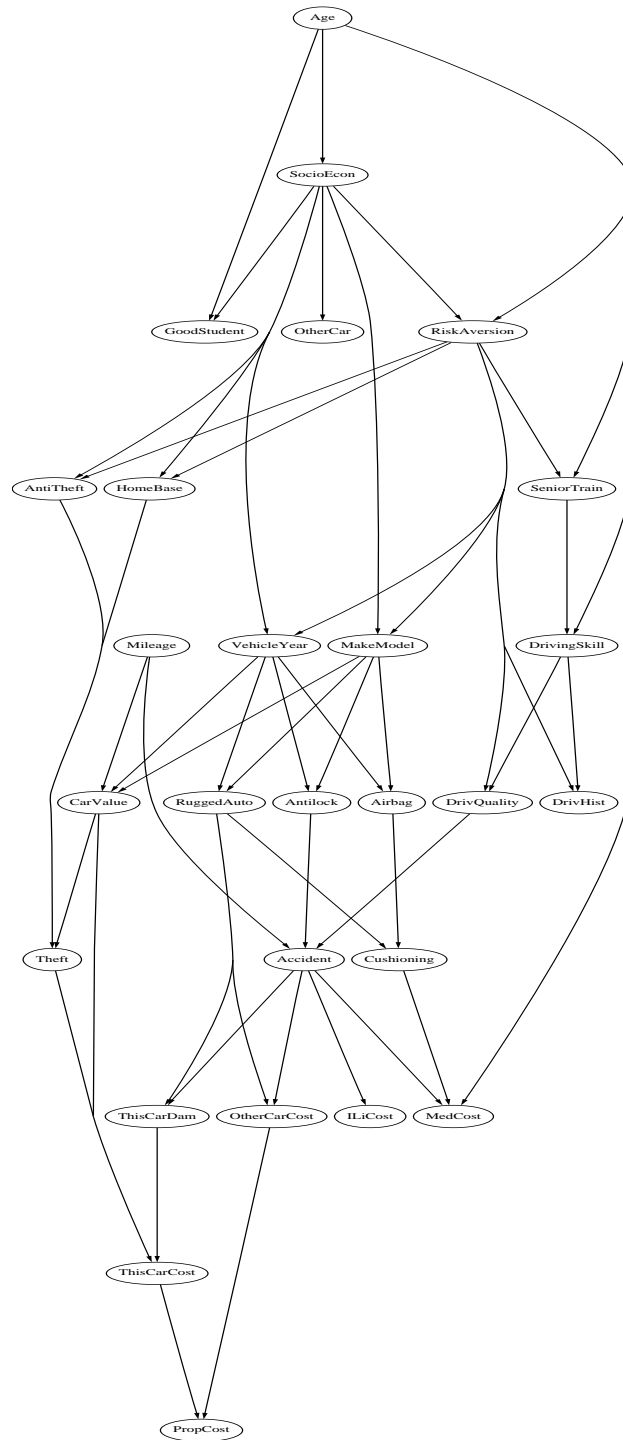 Age
SocioEcon
GoodStudent
OtherCar
RiskAversion
AntiTheft
HomeBase
SeniorTrain
Mileage
VehicleYear
MakeModel
DrivingSkill
CarValue
RuggedAuto
Antilock
Airbag
DrivQuality
DrivHist
Theft
Accident
Cushioning
ThisCarDam
OtherCarCost
ILiCost
MedCost
ThisCarCost
PropCost